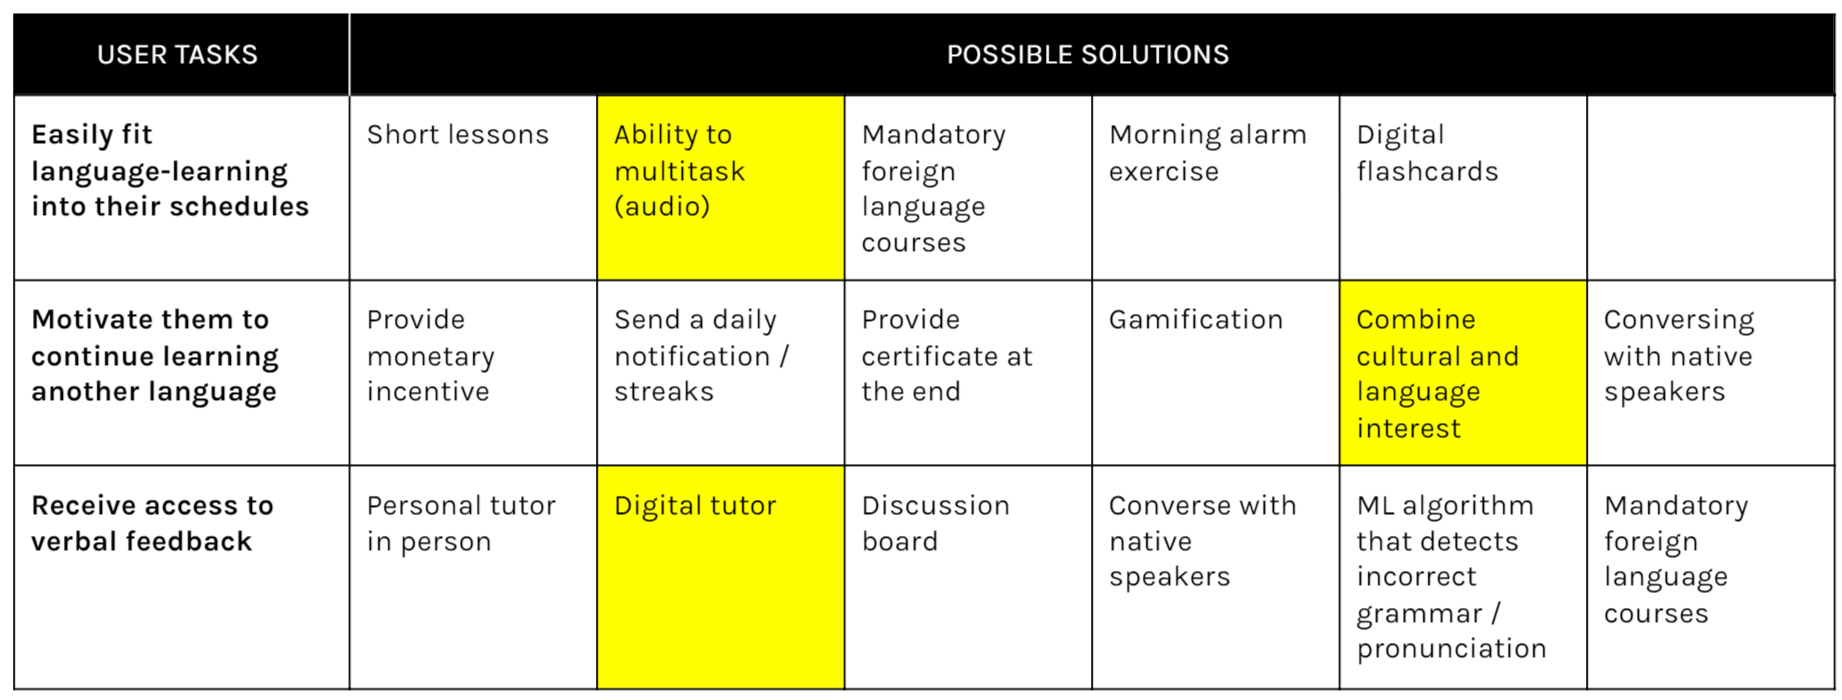 USER TASKS
POSSIBLE SOLUTIONS
Easily fit
language-learning
into their schedules
Short lessons
Ability to
multitask
(audio)
Mandatory
foreign
language
courses
Morning alarm
exercise
Digital
flashcards
Motivate them to
continue learning
another language
Provide
monetary
incentive
Send a daily
notification /
streaks
Provide
certificate at
the end
Gamification
Combine
cultural and
language
interest
Conversing
with native
speakers
Receive access to
verbal feedback
Personal tutor
in person
Digital tutor
Discussion
board
Converse with
native
speakers
ML algorithm
that detects
incorrect
grammar /
pronunciation
Mandatory
foreign
language
courses